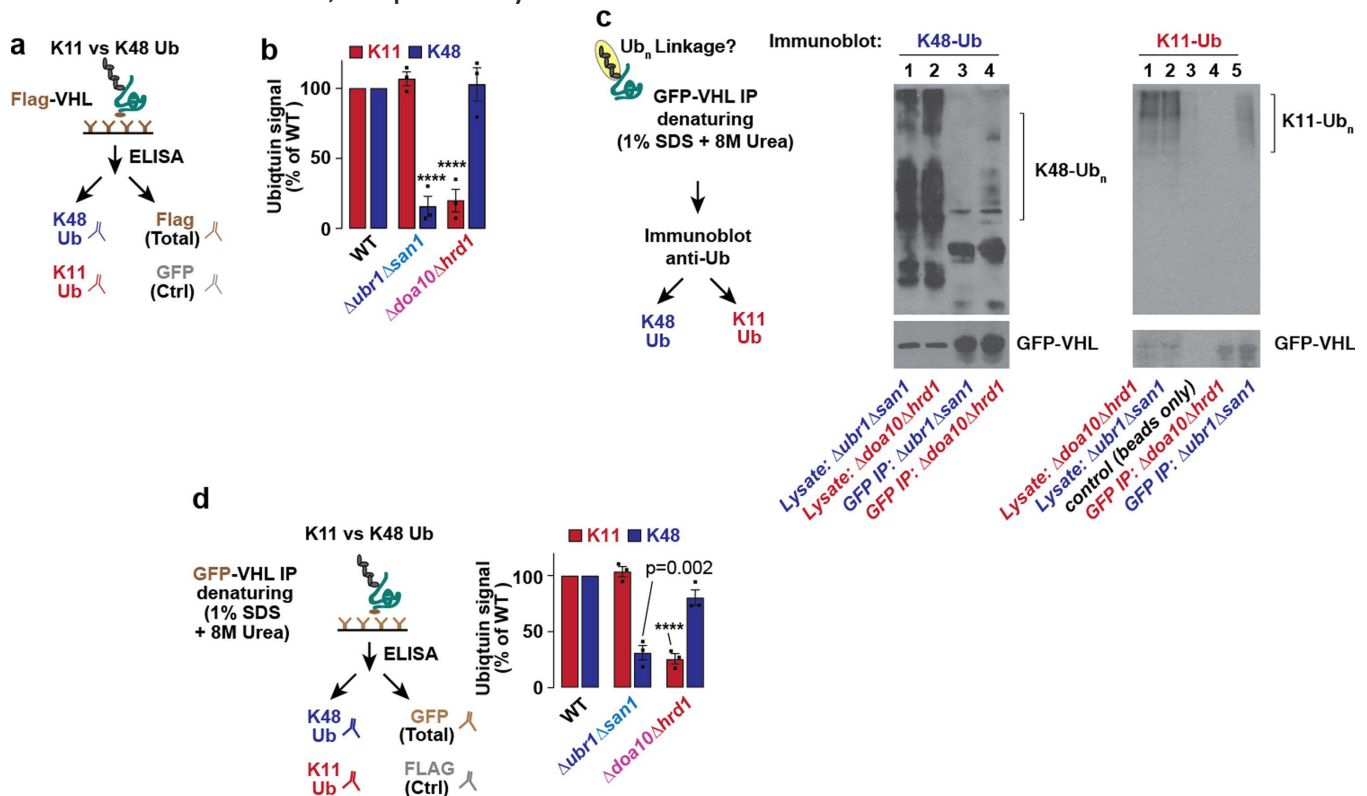 a
K11 vs K48 Ub
Flag-VHL
ELISA
K48
Ub
Flag
(Total)
K11
Ub
GFP
(Ctrl)
b
K11 K48
Ubiqtuin signal
(% of WT)
100
50
0
****
****
WT
Δubr1Δsan1
Δdoa10Δhrd1
c
Ubn Linkage?
GFP-VHL IP
denaturing
(1% SDS + 8M Urea)
Immunoblot
anti-Ub
K48
Ub
K11
Ub
Immunoblot:
K48-Ub
1 2 3 4
K48-Ubn
GFP-VHL
Lysate: Δubr1Δsan1
Lysate: Δdoa10Δhrd1
GFP IP: Δubr1Δsan1
GFP IP: Δdoa10Δhrd1
K11-Ub
1 2 3 4 5
K11-Ubn
GFP-VHL
Lysate: Δdoa10Δhrd1
Lysate: Δubr1Δsan1
control (beads only)
GFP IP: Δdoa10Δhrd1
GFP IP: Δubr1Δsan1
d
K11 vs K48 Ub
GFP-VHL IP
denaturing
(1% SDS
+ 8M Urea)
ELISA
K48
Ub
GFP
(Total)
K11
Ub
FLAG
(Ctrl)
K11 K48
Ubiqtuin signal
(% of WT)
100
50
0
p=0.002
****
WT
Δubr1Δsan1
Δdoa10Δhrd1